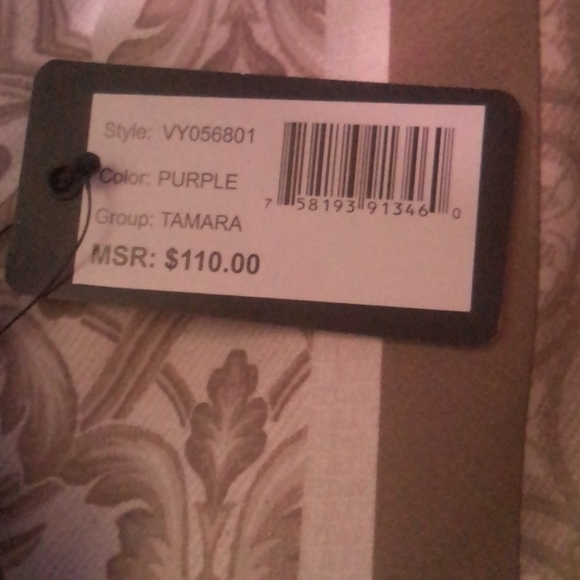 Style: VY056801
Color: PURPLE
Group: TAMARA
MSR: $110.00
7 58193 91346 0